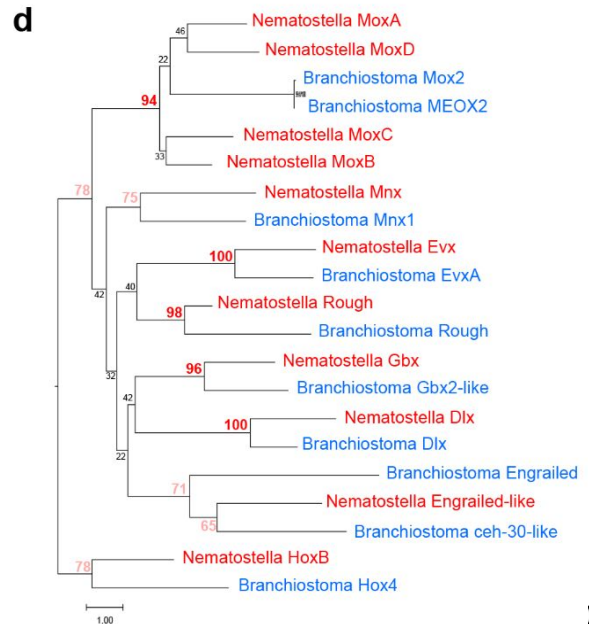 d
Nematostella MoxA
46
Nematostella MoxD
22
Branchiostoma Mox2
94
Branchiostoma MEOX2
Nematostella MoxC
33
Nematostella MoxB
78
75
Nematostella Mnx
Branchiostoma Mnx1
42
Nematostella Evx
100
Branchiostoma EvxA
40
Nematostella Rough
98
Branchiostoma Rough
32
Nematostella Gbx
96
Branchiostoma Gbx2-like
42
Nematostella Dlx
100
Branchiostoma Dlx
22
Branchiostoma Engrailed
71
Nematostella Engrailed-like
65
Branchiostoma ceh-30-like
Nematostella HoxB
78
Branchiostoma Hox4
1.00